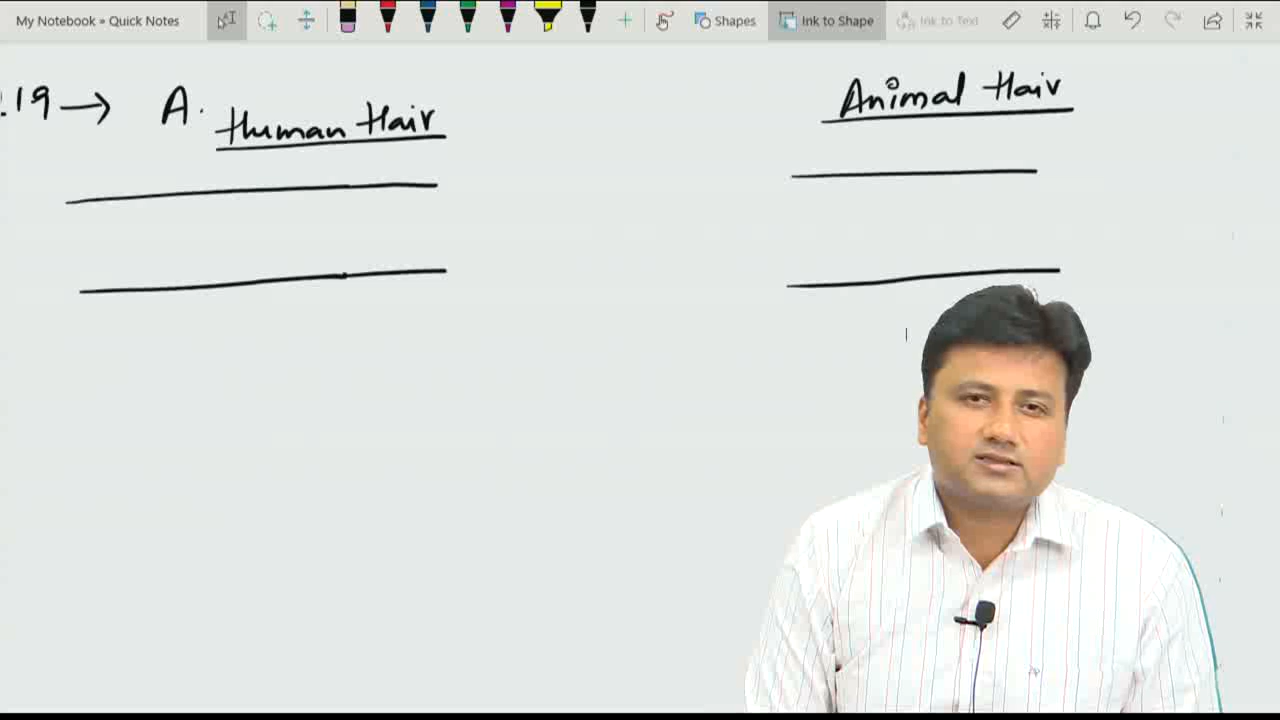 My Notebook » Quick Notes
Shapes
Ink to Shape
Ink to Text
.19 → A. Human Hair
Animal Hair